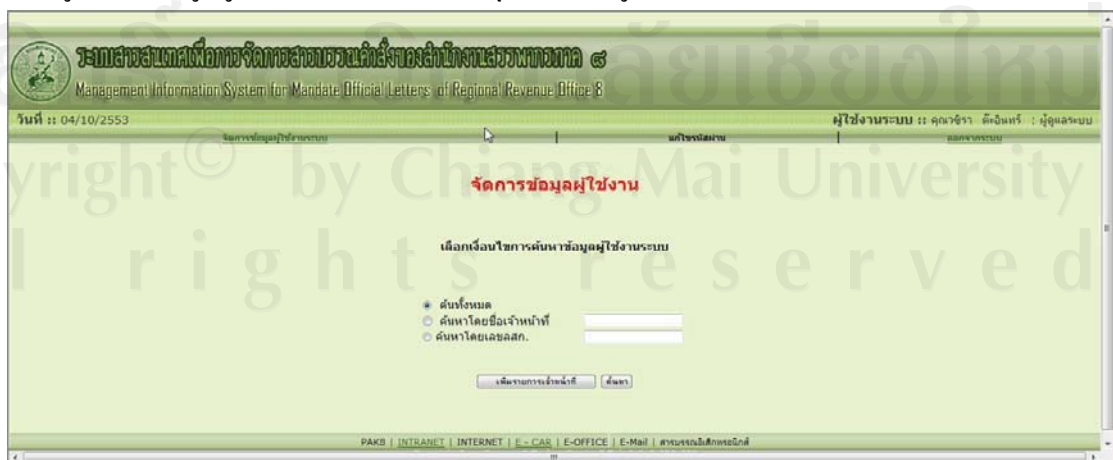 ระบบสารสนเทศเพื่อการจัดการสารบรรณคำสั่งของสำนักงานสรรพากรภาค ๘
Management Information System for Mandate Official Letters of Regional Revenue Office 8
วันที่ :: 04/10/2553
ผู้ใช้งานระบบ :: คุณาชิรา ต๊ะอินทร์ : ผู้ดูแลระบบ
จัดการข้อมูลผู้ใช้งานระบบ | แก้ไขรหัสผ่าน | ออกจากระบบ
จัดการข้อมูลผู้ใช้งาน
เลือกเงื่อนไขการค้นหาข้อมูลผู้ใช้งานระบบ
ค้นทั้งหมด
ค้นหาโดยชื่อเจ้าหน้าที่
ค้นหาโดยเลขลสก.
เพิ่มรายการเจ้าหน้าที่ ค้นหา
PAK8 | INTRANET | INTERNET | E - CAR | E-OFFICE | E-Mail | สารบรรณอิเล็กทรอนิกส์
ลัยเชียงใหม่
yright© by Chiang Mai University
l rights reserved